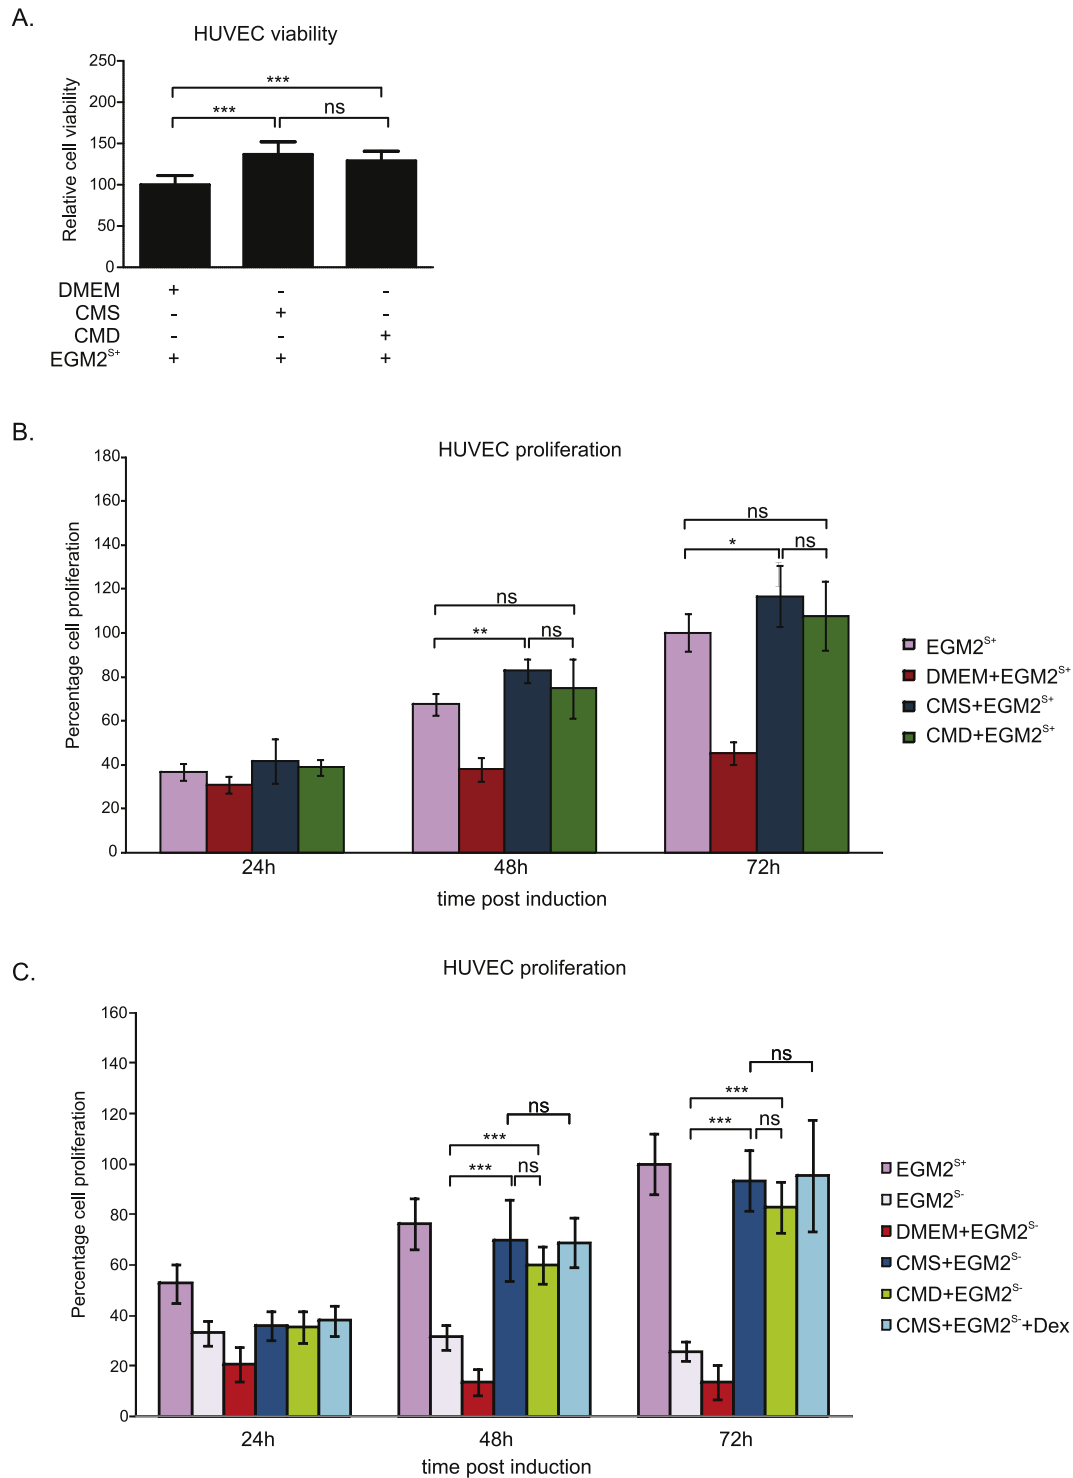 A.
HUVEC viability
250
200
150
100
50
0
Relative cell viability
***
*** ns
DMEM + - -
CMS - + -
CMD - - +
EGM2S+ + + +
B.
HUVEC proliferation
180
160
140
120
100
80
60
40
20
0
Percentage cell proliferation
ns
** ns
ns
* ns
24h 48h 72h
time post induction
EGM2S+
DMEM+EGM2S+
CMS+EGM2S+
CMD+EGM2S+
C.
HUVEC proliferation
160
140
120
100
80
60
40
20
0
Percentage cell proliferation
ns
***
*** ns
ns
***
*** ns
24h 48h 72h
time post induction
EGM2S+
EGM2S-
DMEM+EGM2S-
CMS+EGM2S-
CMD+EGM2S-
CMS+EGM2S-+Dex